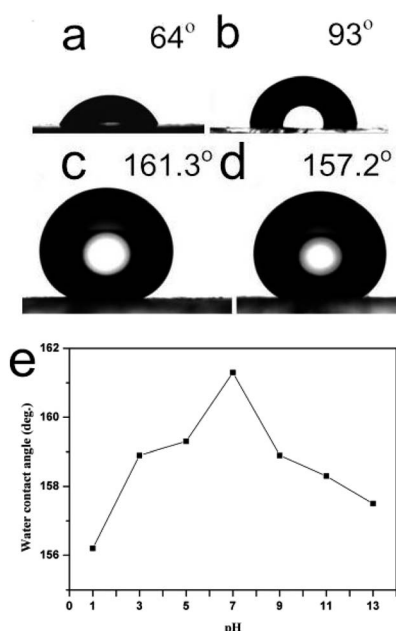 a 64°
b 93°
c 161.3°
d 157.2°
e
162
160
158
156
Water contact angle (deg.)
0 1 3 5 7 9 11 13
pH